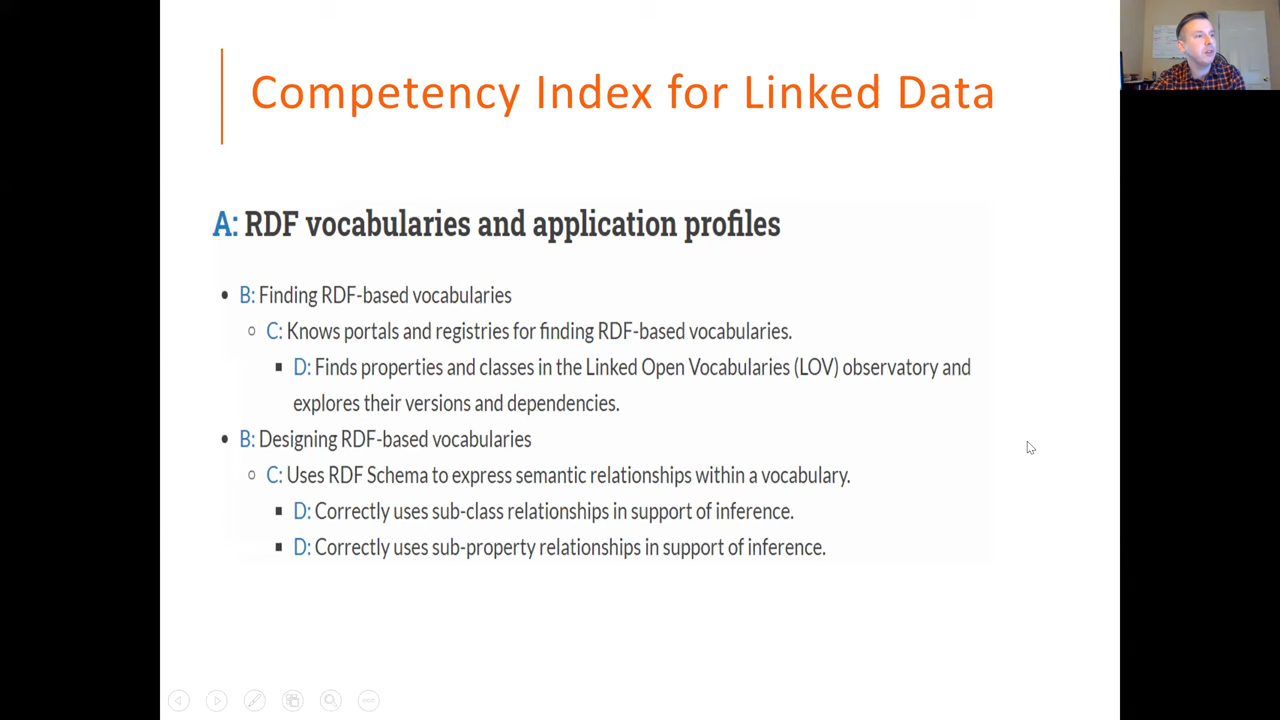 Competency Index for Linked Data
A: RDF vocabularies and application profiles
B: Finding RDF-based vocabularies
C: Knows portals and registries for finding RDF-based vocabularies.
D: Finds properties and classes in the Linked Open Vocabularies (LOV) observatory and
explores their versions and dependencies.
B: Designing RDF-based vocabularies
C: Uses RDF Schema to express semantic relationships within a vocabulary.
D: Correctly uses sub-class relationships in support of inference.
D: Correctly uses sub-property relationships in support of inference.